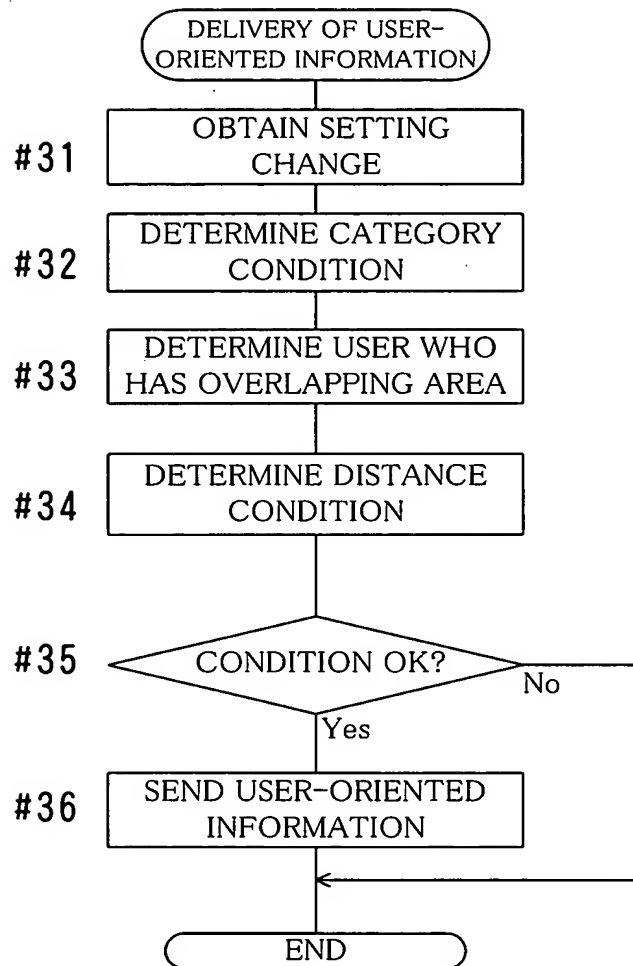 DELIVERY OF USER-
ORIENTED INFORMATION
#31
OBTAIN SETTING
CHANGE
#32
DETERMINE CATEGORY
CONDITION
#33
DETERMINE USER WHO
HAS OVERLAPPING AREA
#34
DETERMINE DISTANCE
CONDITION
#35
CONDITION OK?
No
Yes
#36
SEND USER-ORIENTED
INFORMATION
END